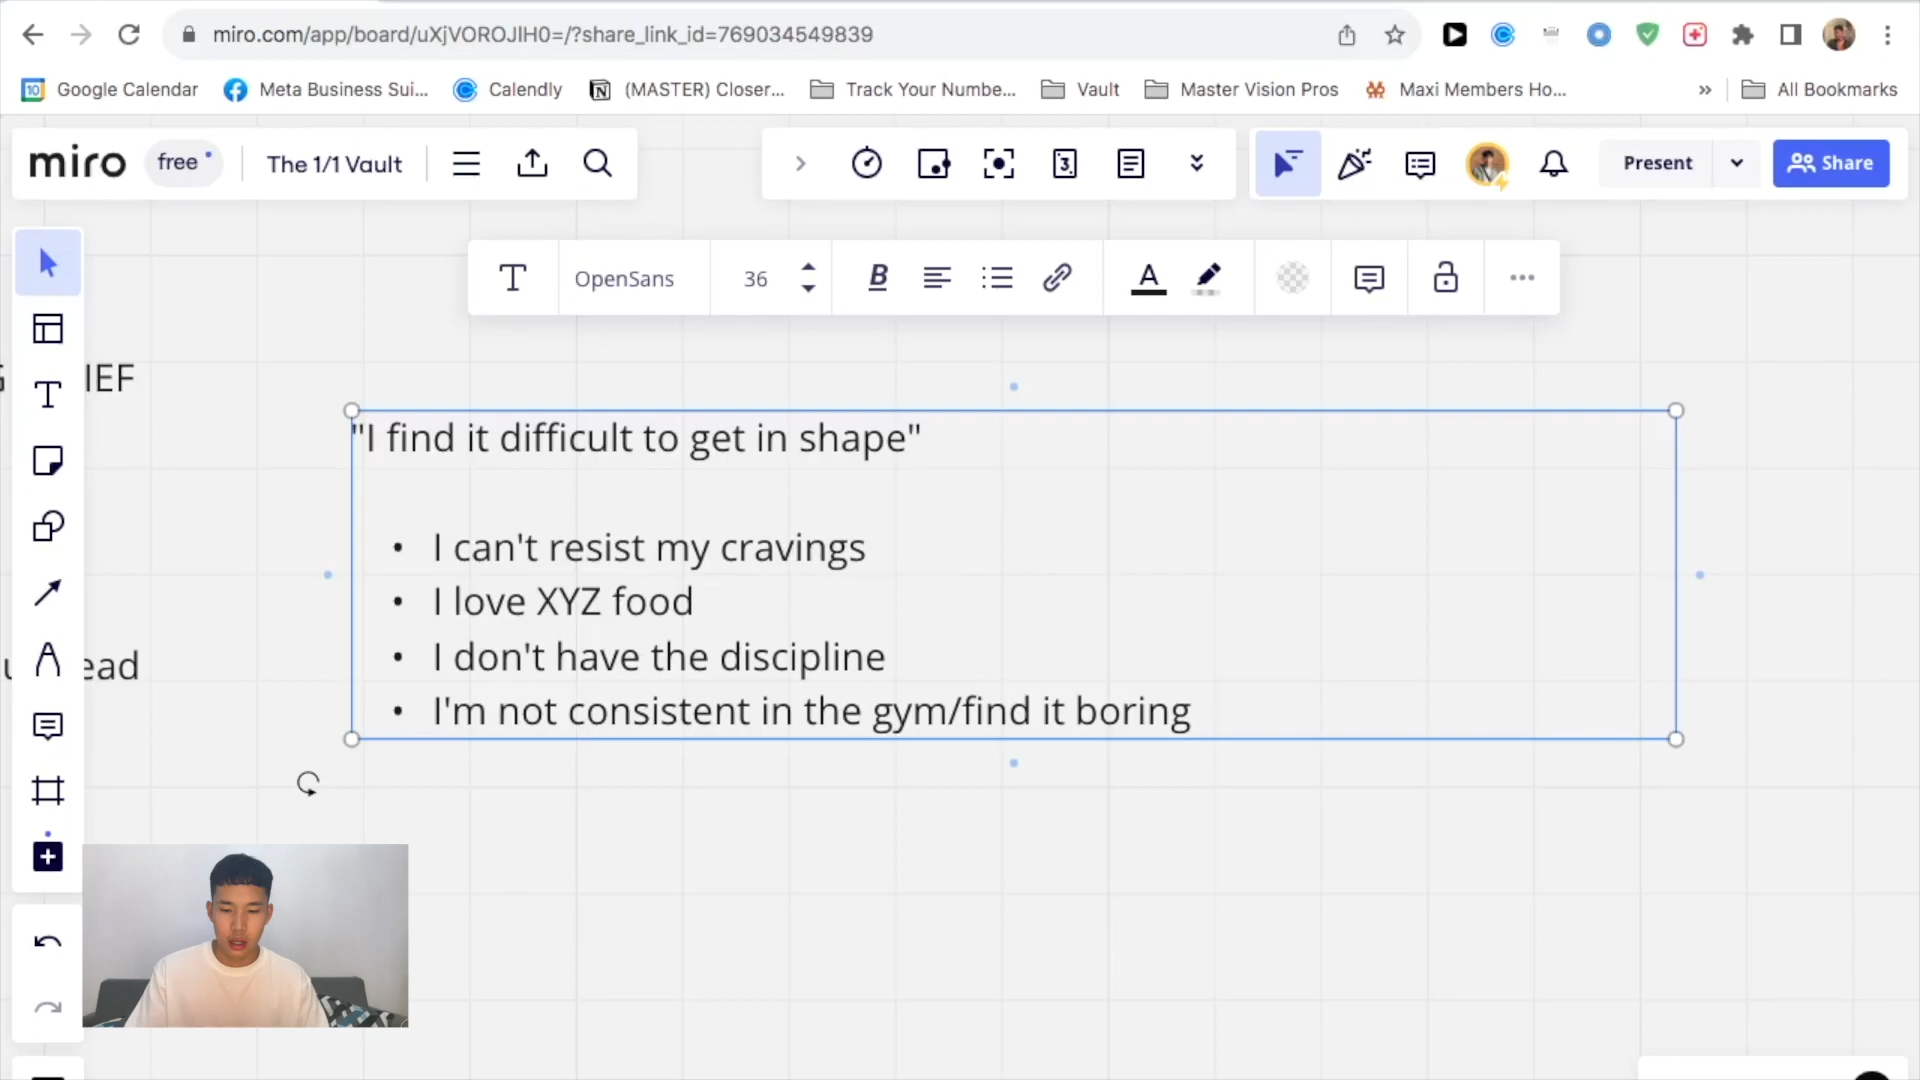 miro.com/app/board/uXjVOROJlH0=/?share_link_id=769034549839
Google Calendar
Meta Business Sui...
Calendly
(MASTER) Closer...
Track Your Numbe...
Vault
Master Vision Pros
Maxi Members Ho...
All Bookmarks
miro
free
The 1/1 Vault
Present
Share
OpenSans
36
B
A
IEF
"I find it difficult to get in shape"
• I can't resist my cravings
• I love XYZ food
• I don't have the discipline
ead
• I'm not consistent in the gym/find it boring